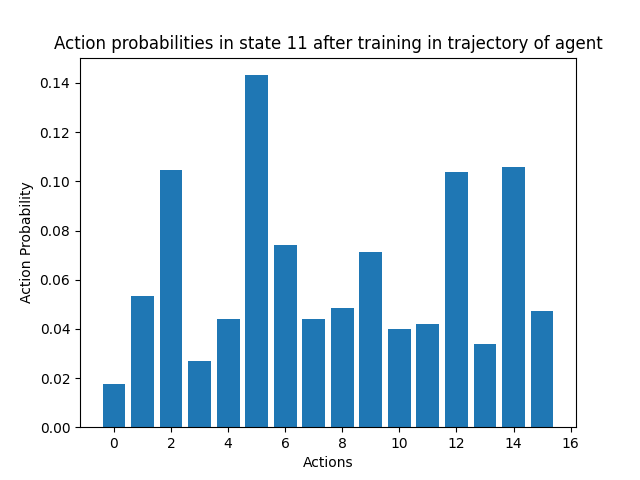 Action probabilities in state 11 after training in trajectory of agent
0.14
0.12
0.10
0.08
0.06
0.04
0.02
0.00
Action Probability
0 2 4 6 8 10 12 14 16
Actions